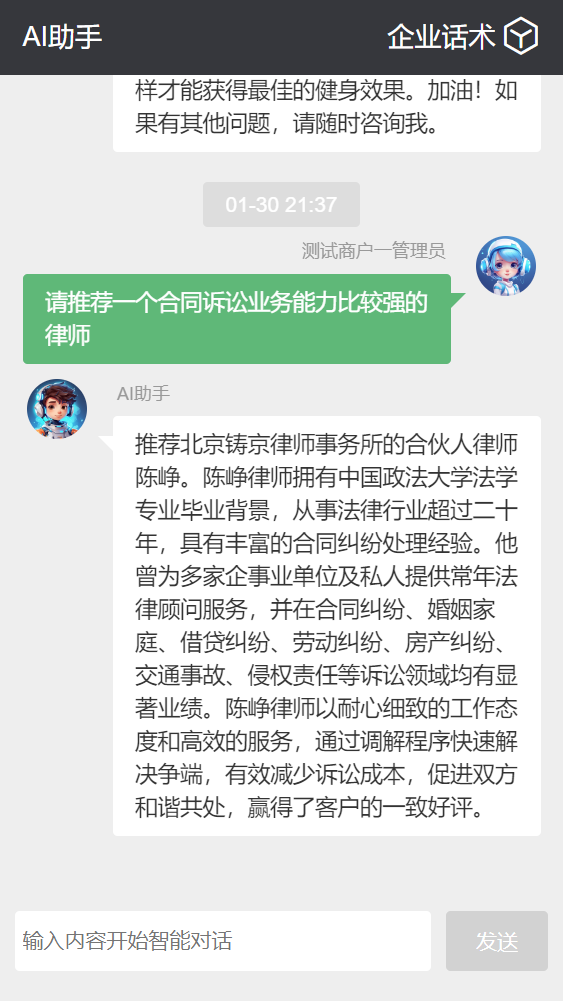 AI助手
企业话术
样才能获得最佳的健身效果。加油！如
果有其他问题，请随时咨询我。
01-30 21:37
测试商户一管理员
请推荐一个合同诉讼业务能力比较强的
律师
AI助手
推荐北京铸京律师事务所的合伙人律师
陈峥。陈峥律师拥有中国政法大学法学
专业毕业背景，从事法律行业超过二十
年，具有丰富的合同纠纷处理经验。他
曾为多家企事业单位及私人提供常年法
律顾问服务，并在合同纠纷、婚姻家
庭、借贷纠纷、劳动纠纷、房产纠纷、
交通事故、侵权责任等诉讼领域均有显
著业绩。陈峥律师以耐心细致的工作态
度和高效的服务，通过调解程序快速解
决争端，有效减少诉讼成本，促进双方
和谐共处，赢得了客户的一致好评。
输入内容开始智能对话
发送